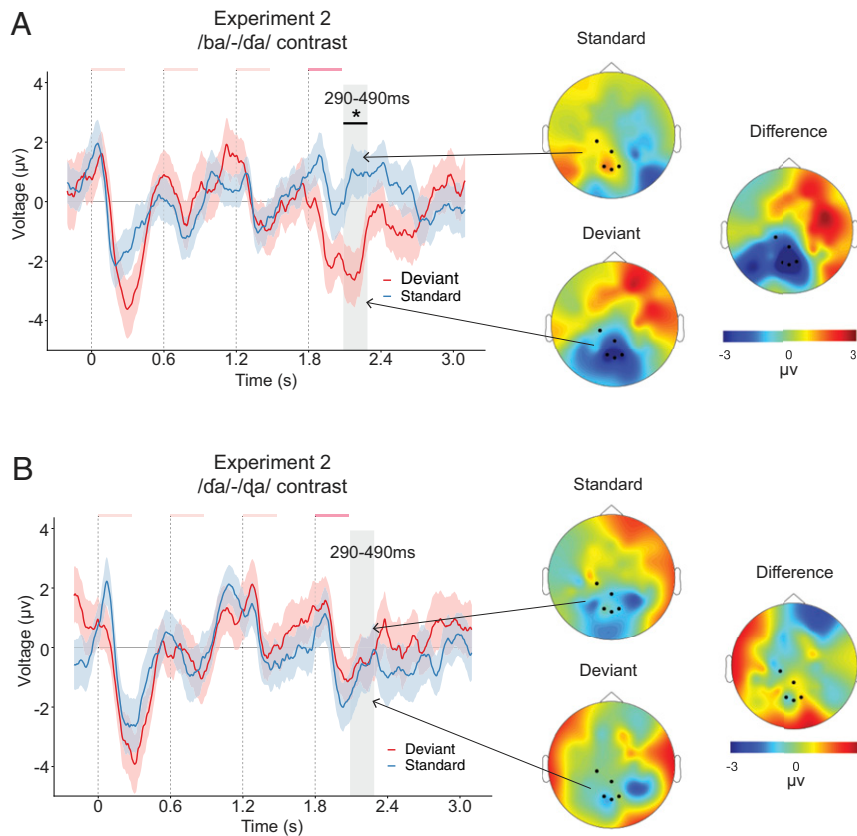 A
Experiment 2
/ba/-/ɗa/ contrast
Voltage (µv)
4
2
0
-2
-4
290-490ms
*
Deviant
Standard
0
0.6
1.2
1.8
2.4
3.0
Time (s)
Standard
Deviant
Difference
-3
0
3
µv
B
Experiment 2
/ɗa/-/ɖa/ contrast
Voltage (µv)
4
2
0
-2
-4
290-490ms
Deviant
Standard
0
0.6
1.2
1.8
2.4
3.0
Time (s)
Standard
Deviant
Difference
-3
0
µv